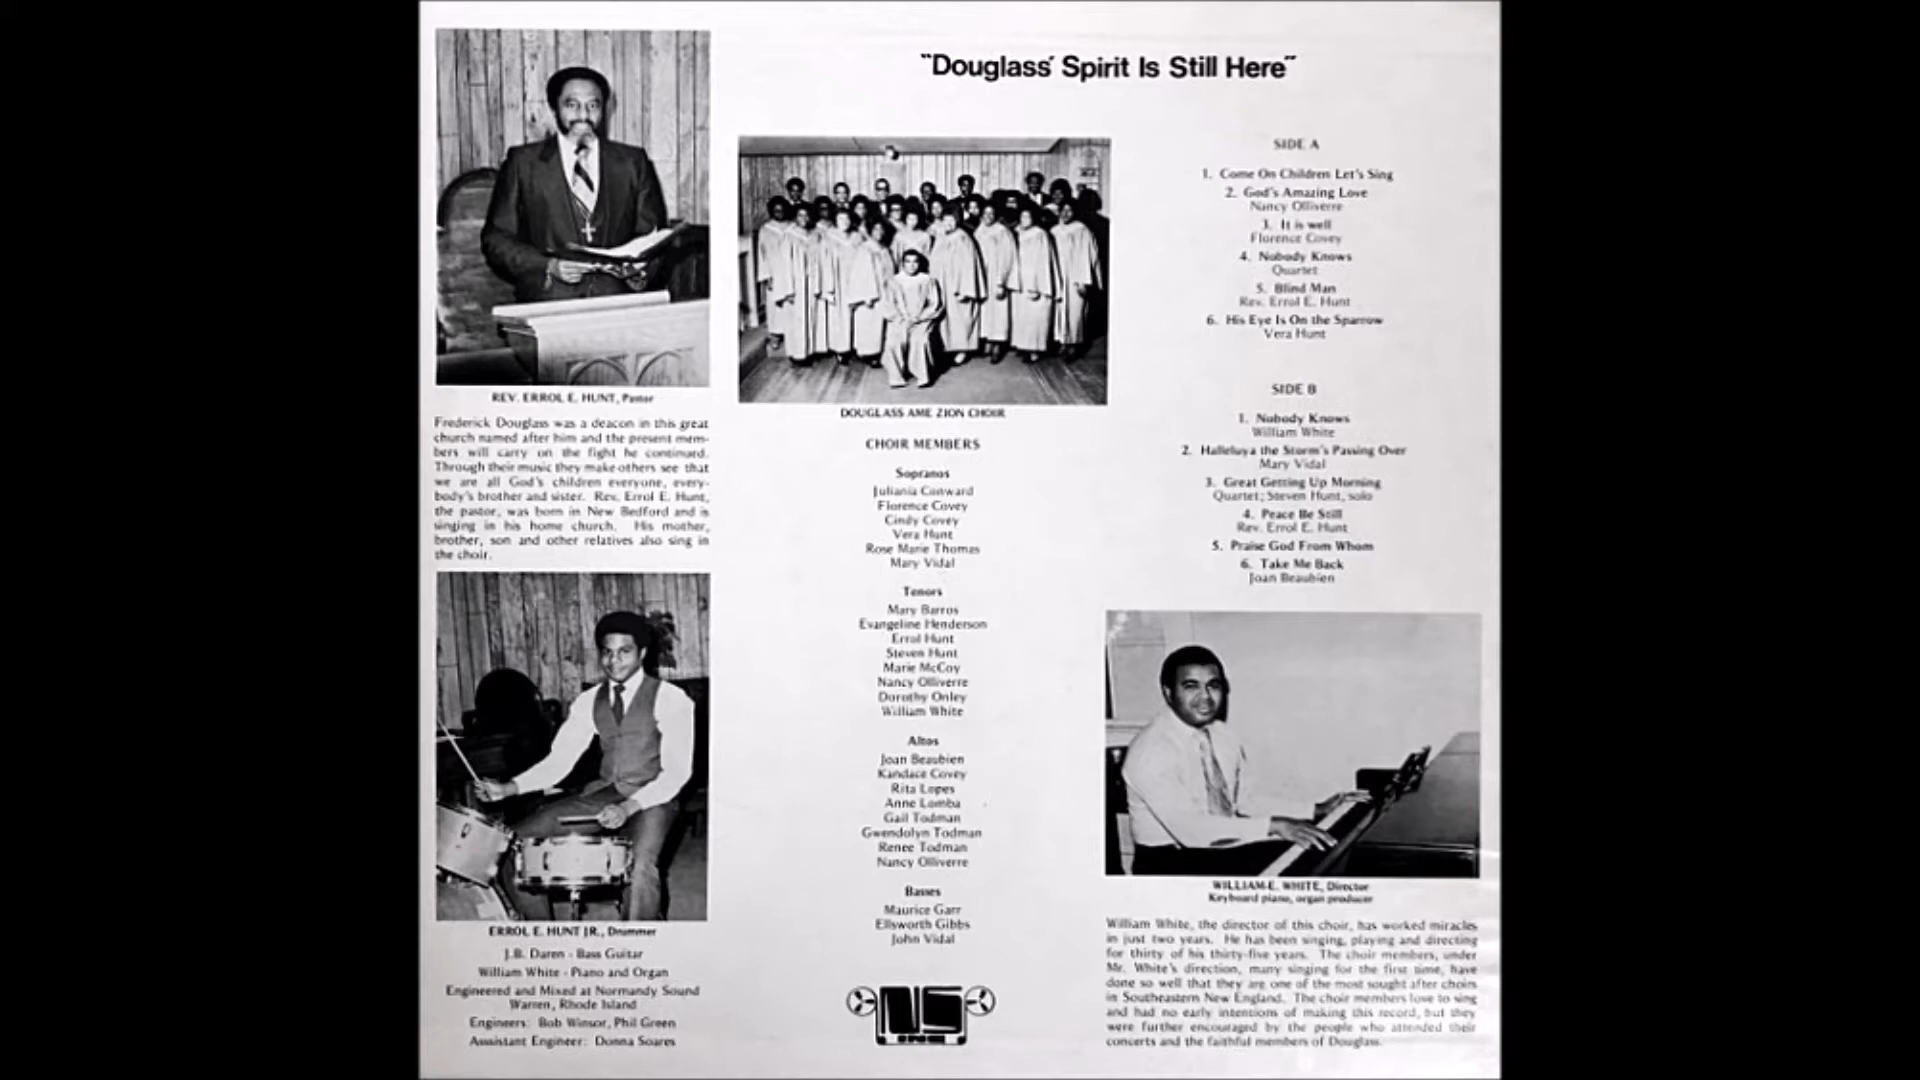 "Douglass' Spirit Is Still Here"
REV. ERROL E. HUNT, Pastor
Frederick Douglass was a deacon in this great
church named after him and the present mem-
bers will carry on the fight he continued.
Through their music they make others see that
we are all God's children everyone, every-
body's brother and sister. Rev. Errol E. Hunt,
the pastor, was born in New Bedford and is
singing in his home church. His mother,
brother, son and other relatives also sing in
the choir.
ERROL E. HUNT JR., Drummer
J.B. Daren - Bass Guitar
William White - Piano and Organ
Engineered and Mixed at Normandy Sound
Warren, Rhode Island
Engineers: Bob Winsor, Phil Green
Assistant Engineer: Donna Soares
DOUGLASS AME ZION CHOIR
CHOIR MEMBERS
Sopranos
Juliania Conward
Florence Covey
Cindy Covey
Vera Hunt
Rose Marie Thomas
Mary Vidal
Tenors
Mary Barros
Evangeline Henderson
Errol Hunt
Steven Hunt
Marie McCoy
Nancy Olliverre
Dorothy Onley
William White
Altos
Joan Beaubien
Kandace Covey
Rita Lopes
Anne Lomba
Gail Todman
Gwendolyn Todman
Renee Todman
Nancy Olliverre
Basses
Maurice Garr
Ellsworth Gibbs
John Vidal
NS
INC
SIDE A
1. Come On Children Let's Sing
2. God's Amazing Love
Nancy Olliverre
3. It is well
Florence Covey
4. Nobody Knows
Quartet
5. Blind Man
Rev. Errol E. Hunt
6. His Eye Is On the Sparrow
Vera Hunt
SIDE B
1. Nobody Knows
William White
2. Halleluya the Storm's Passing Over
Mary Vidal
3. Great Getting Up Morning
Quartet; Steven Hunt, solo
4. Peace Be Still
Rev. Errol E. Hunt
5. Praise God From Whom
6. Take Me Back
Joan Beaubien
WILLIAM E. WHITE, Director
Keyboard piano, organ producer
William White, the director of this choir, has worked miracles
in just two years. He has been singing, playing and directing
for thirty of his thirty-five years. The choir members, under
Mr. White's direction, many singing for the first time, have
done so well that they are one of the most sought after choirs
in Southeastern New England. The choir members love to sing
and had no early intentions of making this record, but they
were further encouraged by the people who attended their
concerts and the faithful members of Douglass.